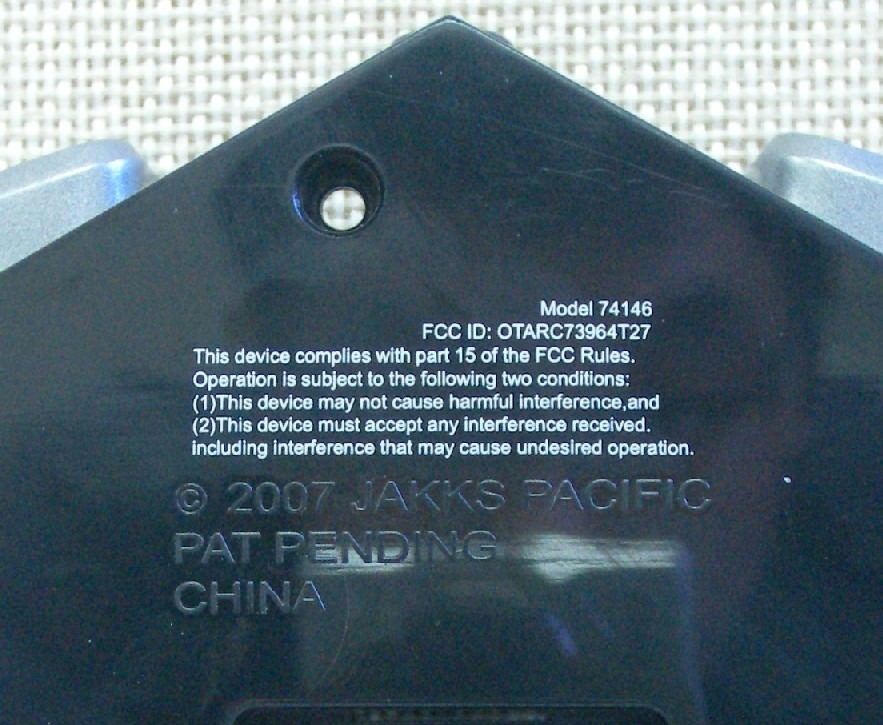 Model 74146
FCC ID: OTARC73964T27
This device complies with part 15 of the FCC Rules.
Operation is subject to the following two conditions:
(1)This device may not cause harmful interference,and
(2)This device must accept any interference received.
including interference that may cause undesired operation.
© 2007 JAKKS PACIFIC
PAT PENDING
CHINA